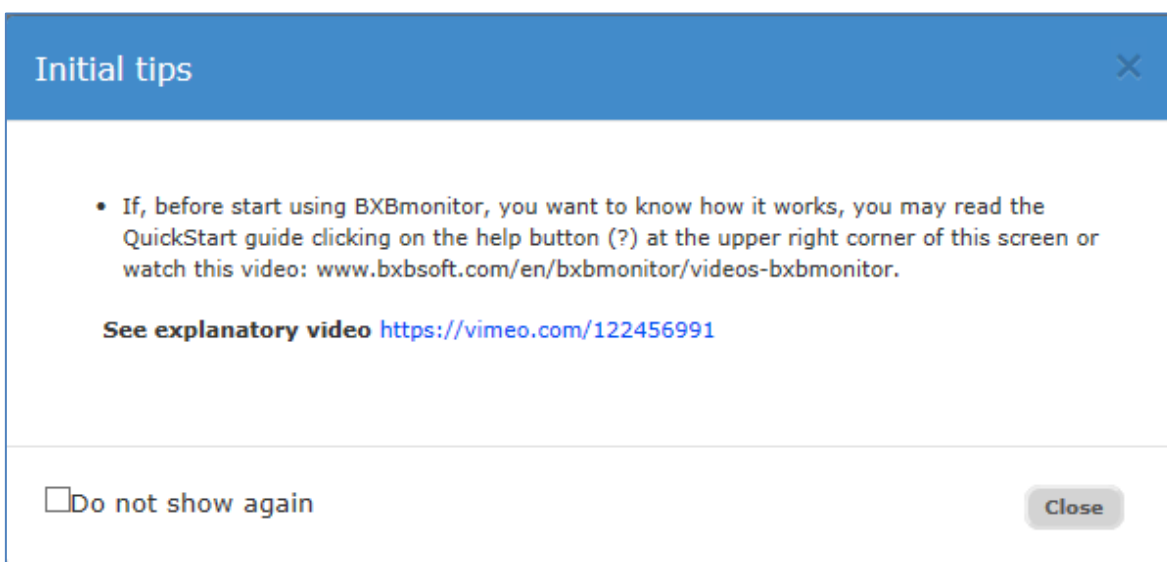 Initial tips
• If, before start using BXBmonitor, you want to know how it works, you may read the
QuickStart guide clicking on the help button (?) at the upper right corner of this screen or
watch this video: www.bxbsoft.com/en/bxbmonitor/videos-bxbmonitor.
See explanatory video https://vimeo.com/122456991
Do not show again
Close